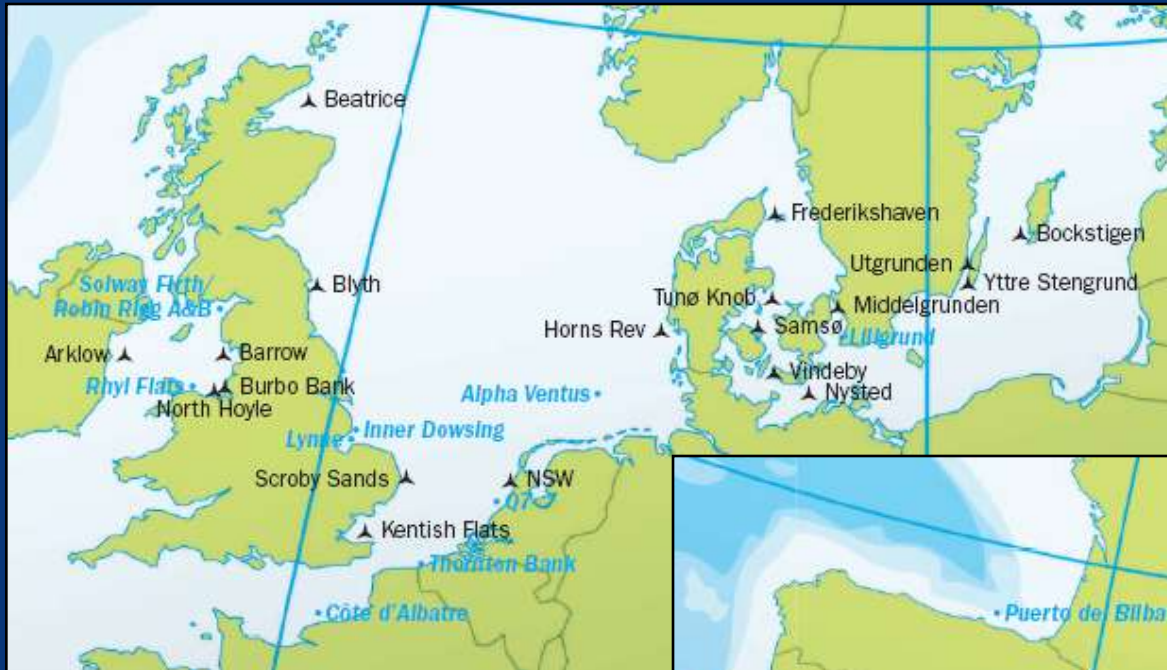 Beatrice
Frederikshaven
Bockstigen
Utgrunden
Yttre Stengrund
Solway Firth/
Robin Rigg A&B
Blyth
Tunø Knob
Middelgrunden
Horns Rev
Samsø
Lillgrund
Arklow
Barrow
Rhyl Flats
Burbo Bank
North Hoyle
Vindeby
Nysted
Alpha Ventus
Inner Dowsing
Lynne
Scroby Sands
NSW
Q7
Kentish Flats
Thornton Bank
Côte d'Albatre
Puerto de Bilba